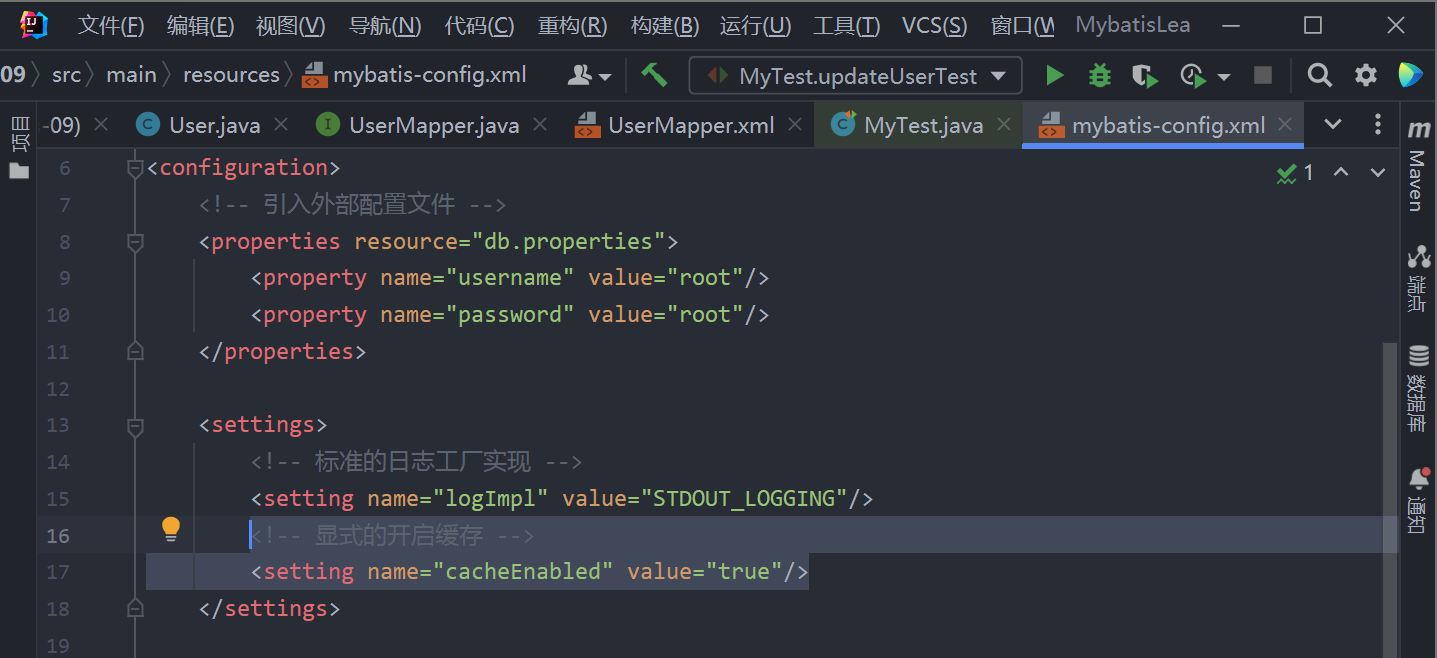 文件(F) 编辑(E) 视图(V) 导航(N) 代码(C) 重构(R) 构建(B) 运行(U) 工具(T) VCS(S) 窗口(W MybatisLea
09 src main resources mybatis-config.xml MyTest.updateUserTest
-09) User.java UserMapper.java UserMapper.xml MyTest.java mybatis-config.xml
项目
6 <configuration>
7 <!-- 引入外部配置文件 -->
8 <properties resource="db.properties">
9 <property name="username" value="root"/>
10 <property name="password" value="root"/>
11 </properties>
12
13 <settings>
14 <!-- 标准的日志工厂实现 -->
15 <setting name="logImpl" value="STDOUT_LOGGING"/>
16 <!-- 显式的开启缓存 -->
17 <setting name="cacheEnabled" value="true"/>
18 </settings>
19
1
Maven
端点
数据库
通知